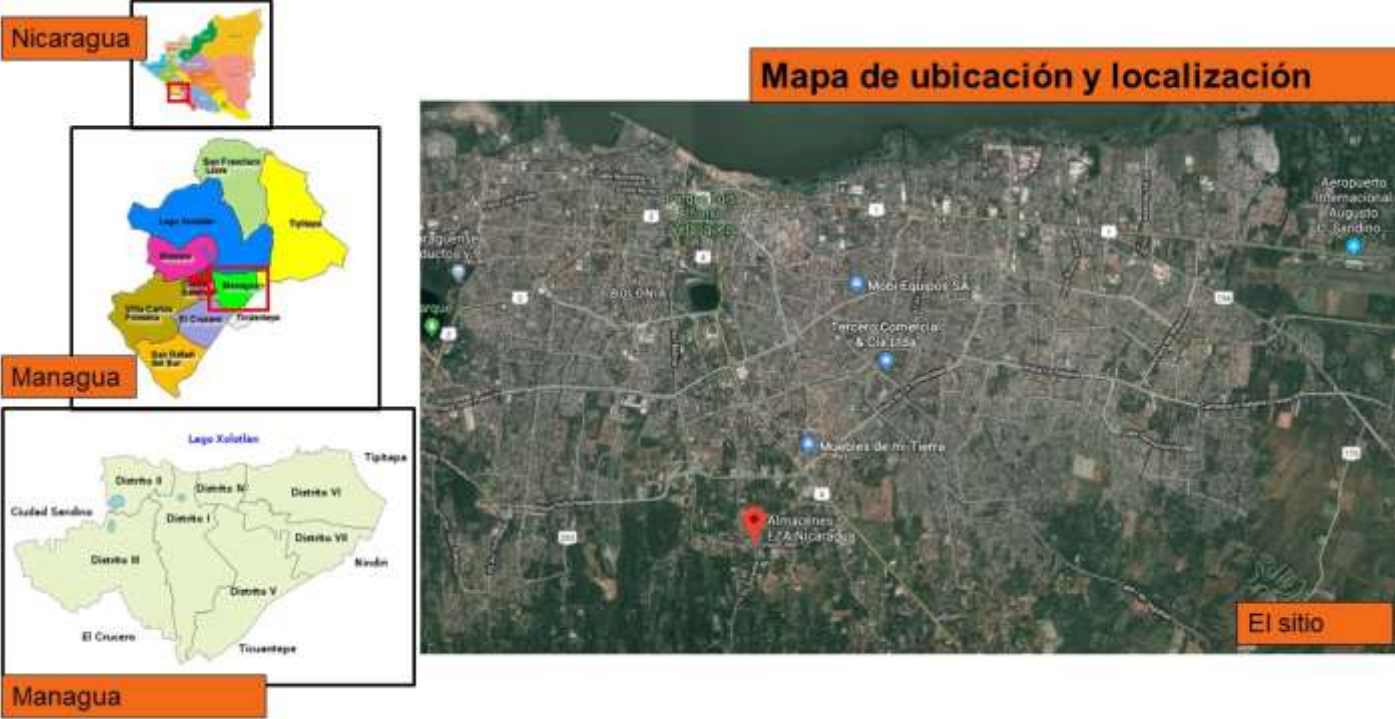 Nicaragua
Mapa de ubicación y localización
San Francisco
Libre
Tipitapa
Lago Xolotlán
Mateare
Managua
Villa Carlos
Fonseca
El Crucero
Ticuantepe
San Rafael
del Sur
Managua
Lago Xolotlán
Tipitapa
Distrito II
Distrito IV
Distrito VI
Ciudad Sandino
Distrito I
Distrito VII
Distrito III
Nindirí
Distrito V
El Crucero
Ticuantepe
Managua
Aeropuerto
Internacional
Augusto
C. Sandino
BOLONIA
Mobi Equipos SA
Tercero Comercial
& Cia Ltda
Muebles de mi Tierra
Almacenes
E/A Nicaragua
El sitio